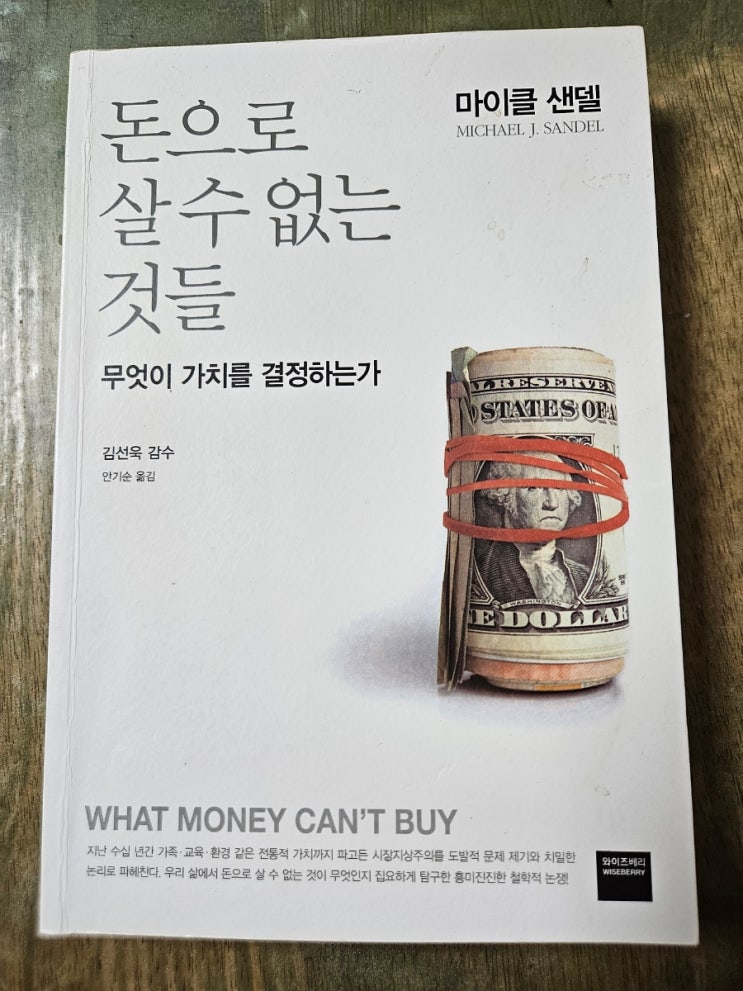 돈으로
살 수 없는
것들
마이클 샌델
MICHAEL J. SANDEL
무엇이 가치를 결정하는가
김선욱 감수
안기순 옮김
STATES OF
WASHINGTON
DOLLAR
WHAT MONEY CAN'T BUY
지난 수십 년간 가족·교육·환경 같은 전통적 가치까지 파고든 시장지상주의를 도발적 문제 제기와 치밀한
논리로 파헤친다. 우리 삶에서 돈으로 살 수 없는 것이 무엇인지 집요하게 탐구한 흥미진진한 철학적 논쟁!
와이즈베리
WISEBERRY